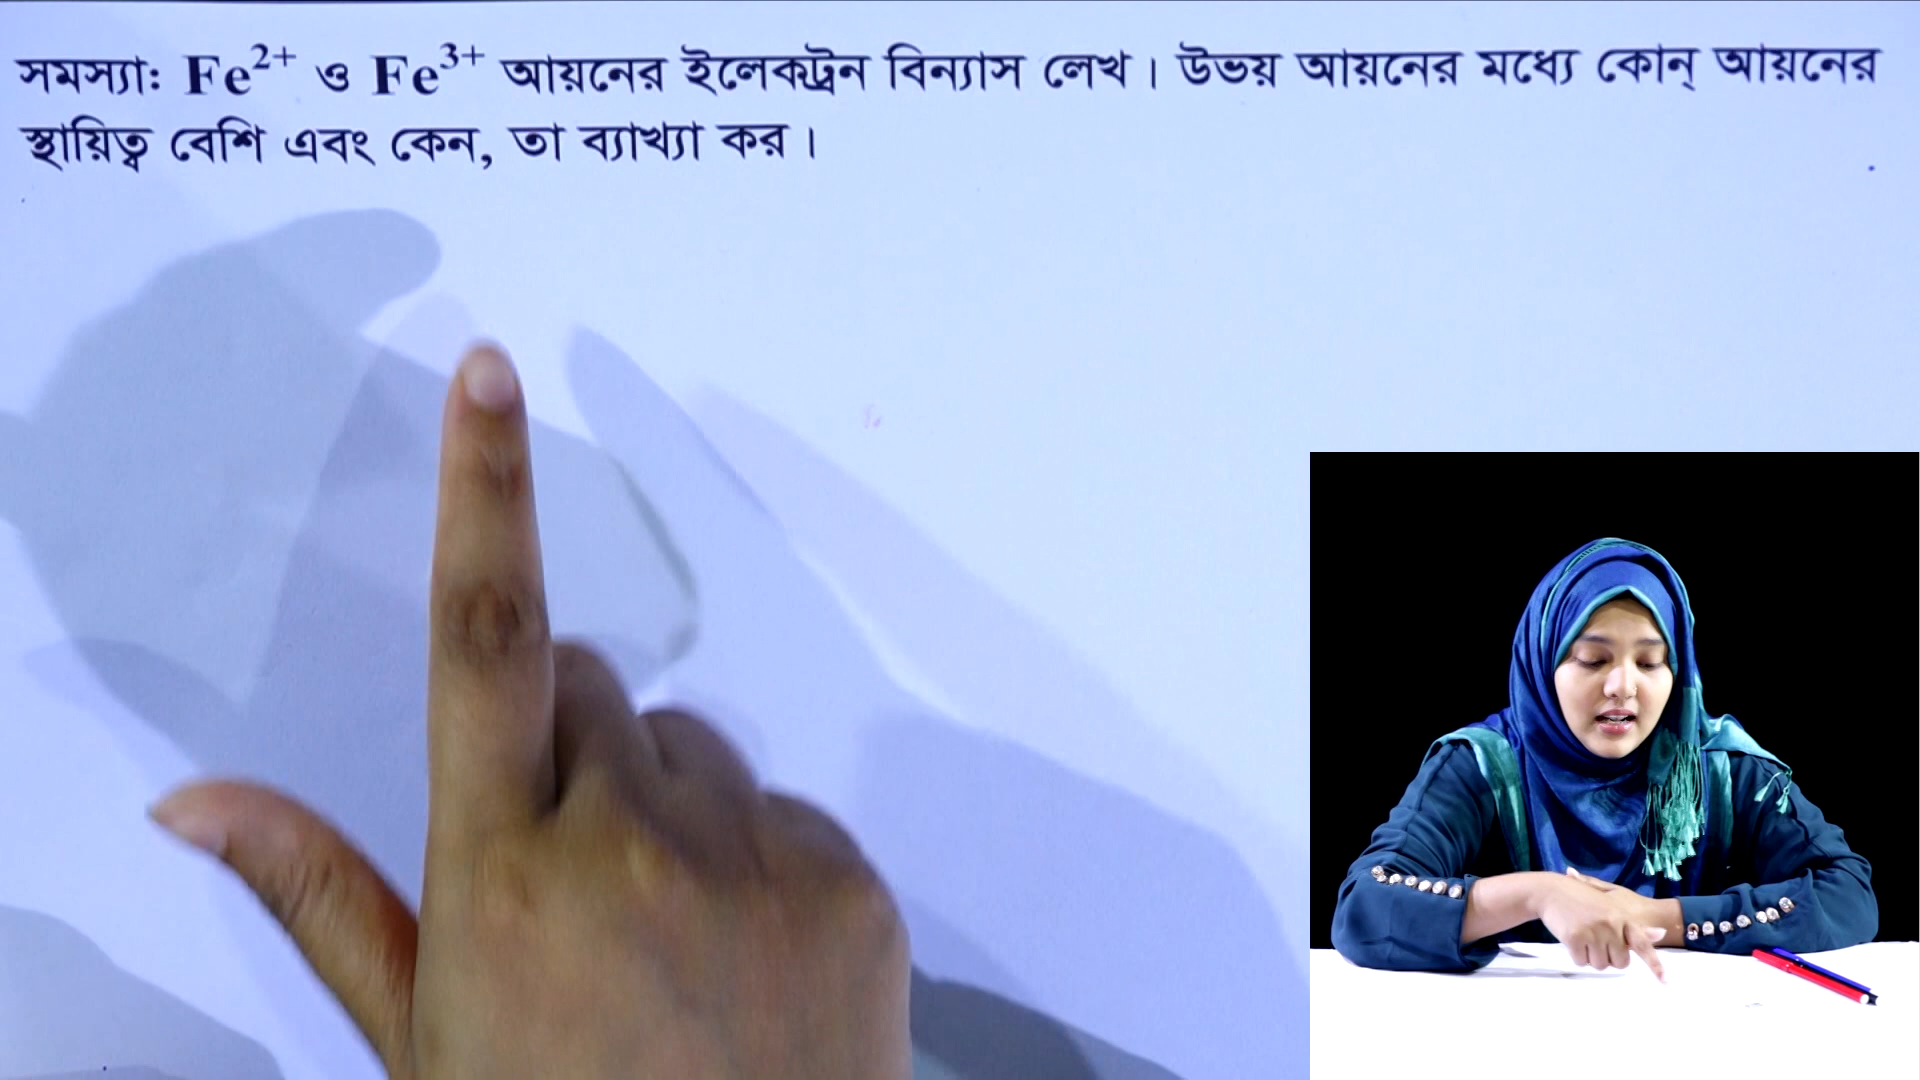 সমস্যাঃ Fe²⁺ ও Fe³⁺ আয়নের ইলেকট্রন বিন্যাস লেখ। উভয় আয়নের মধ্যে কোন্ আয়নের
স্থায়িত্ব বেশি এবং কেন, তা ব্যাখ্যা কর।